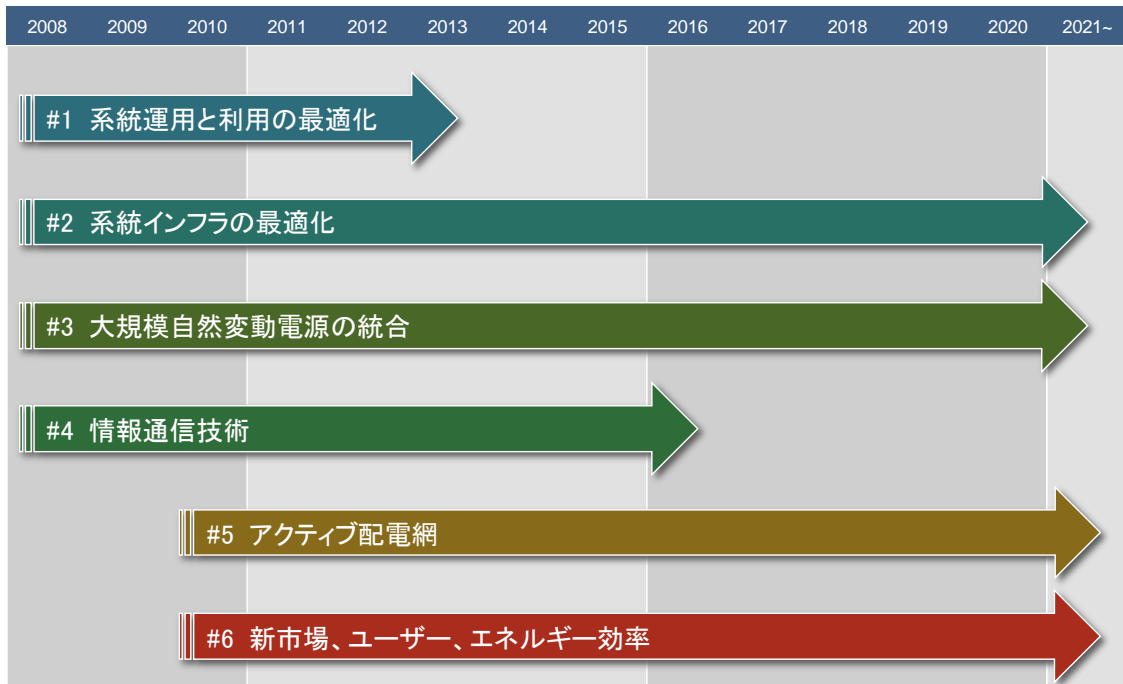 2008 2009 2010 2011 2012 2013 2014 2015 2016 2017 2018 2019 2020 2021~
#1 系統運用と利用の最適化
#2 系統インフラの最適化
#3 大規模自然変動電源の統合
#4 情報通信技術
#5 アクティブ配電網
#6 新市場、ユーザー、エネルギー効率